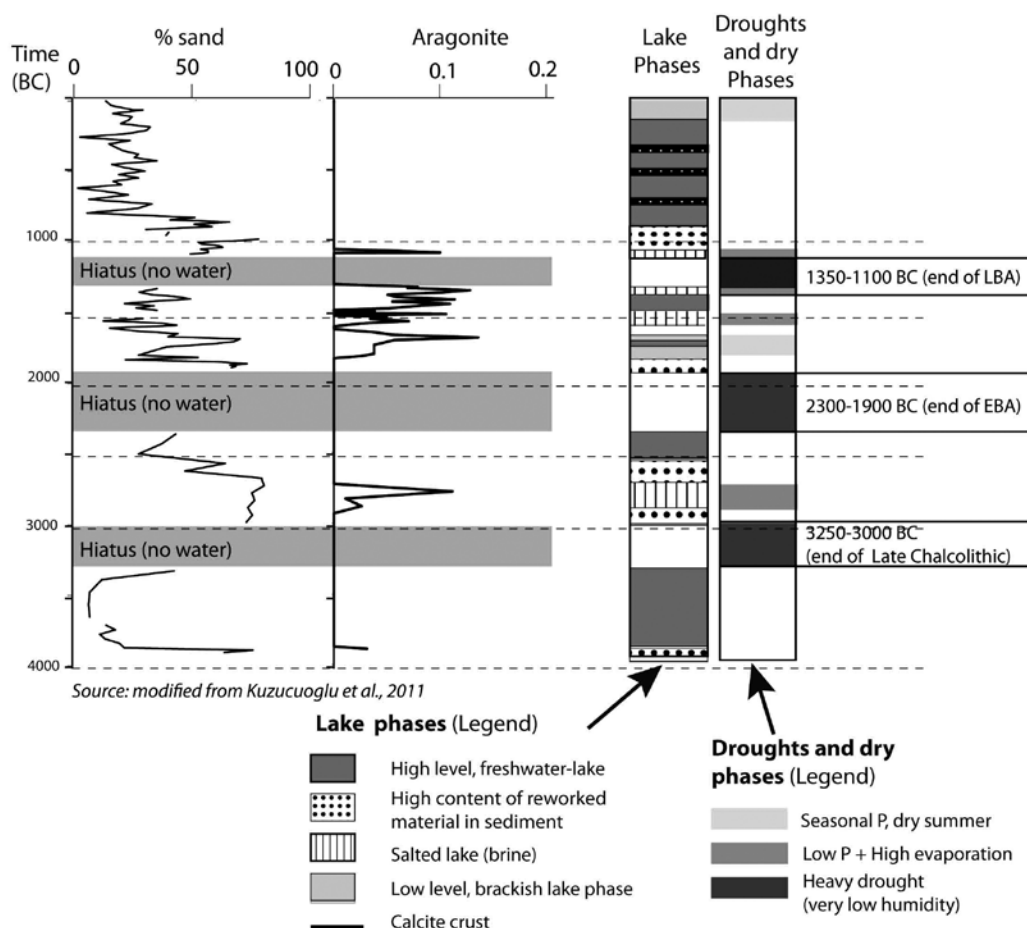 Time
(BC)
% sand
0
50
100
Aragonite
0
0.1
0.2
Lake
Phases
Droughts
and dry
Phases
1000
Hiatus (no water)
1350-1100 BC (end of LBA)
2000
Hiatus (no water)
2300-1900 BC (end of EBA)
3000
Hiatus (no water)
3250-3000 BC
(end of Late Chalcolithic)
4000
Source: modified from Kuzucuoglu et al., 2011
Lake phases (Legend)
High level, freshwater-lake
High content of reworked
material in sediment
Salted lake (brine)
Low level, brackish lake phase
Calcite crust
Droughts and dry
phases (Legend)
Seasonal P, dry summer
Low P + High evaporation
Heavy drought
(very low humidity)